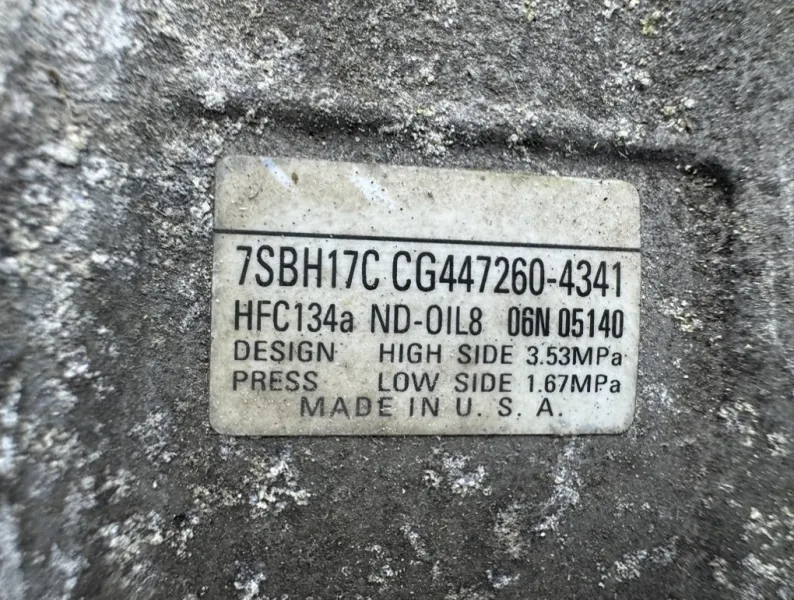 7SBH17C CG447260-4341
HFC134a ND-OIL8 06N 05140
DESIGN HIGH SIDE 3.53MPa
PRESS LOW SIDE 1.67MPa
MADE IN U. S. A.